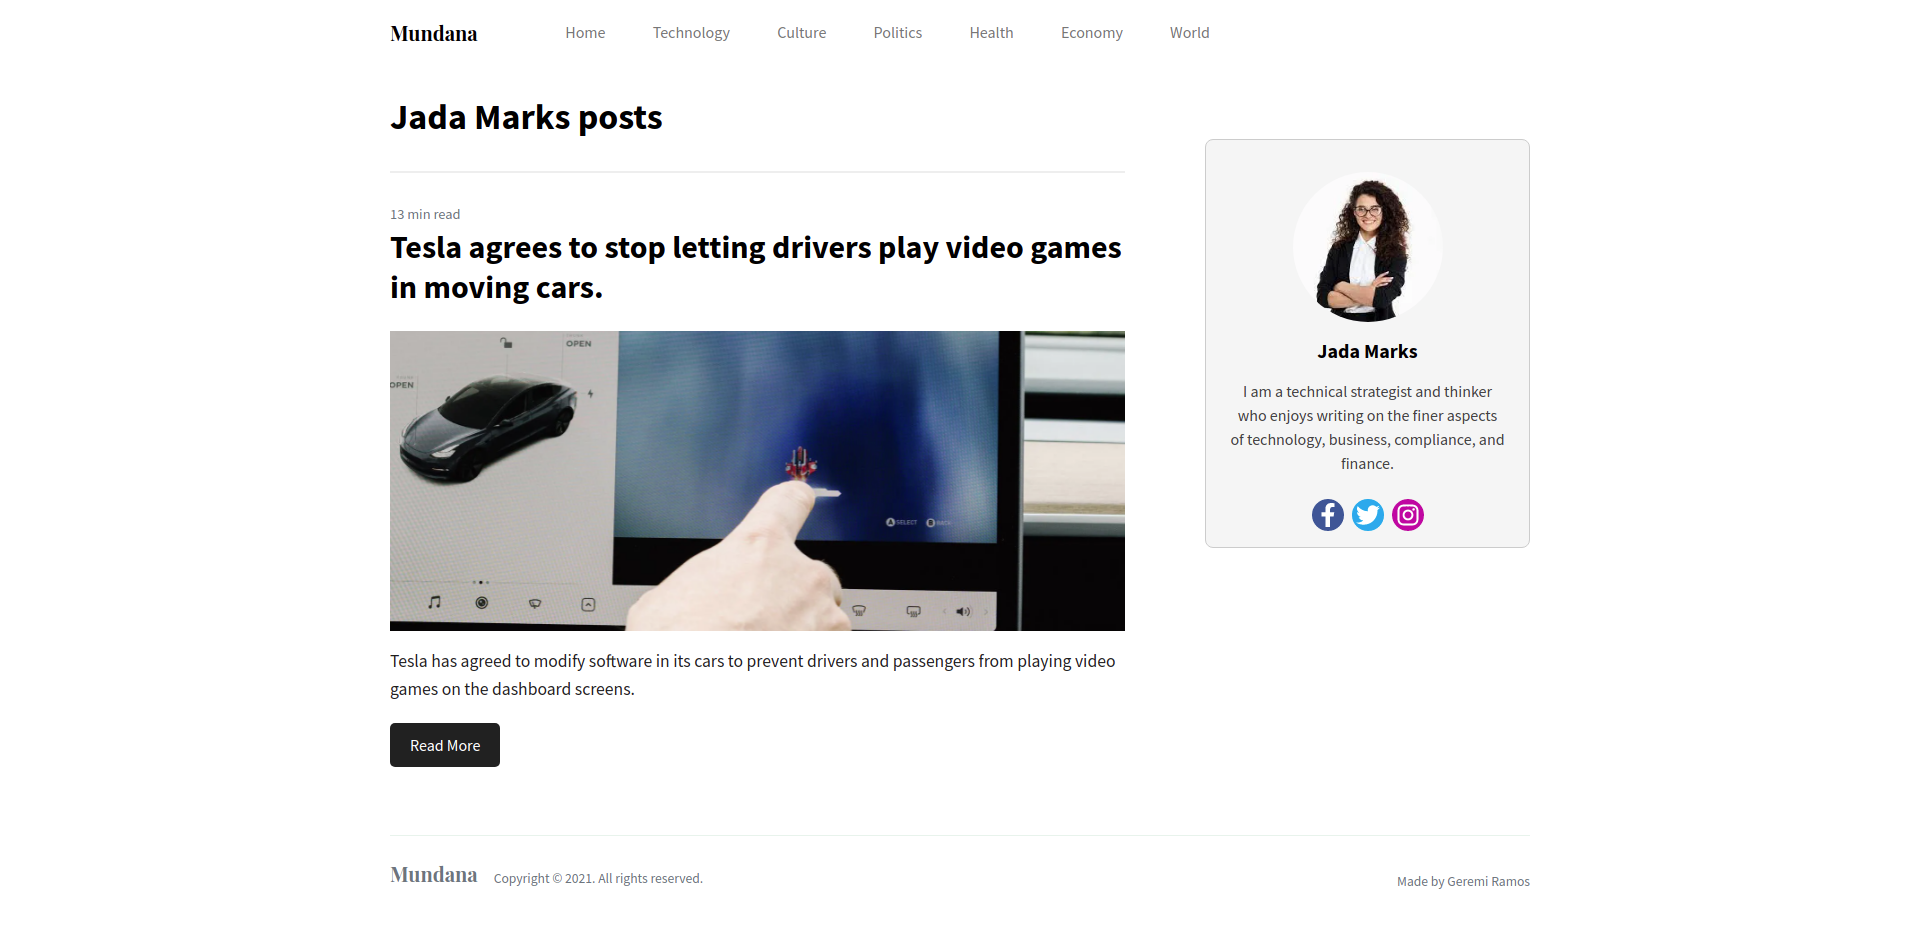 Mundana
Home
Technology
Culture
Politics
Health
Economy
World
Jada Marks posts
13 min read
Tesla agrees to stop letting drivers play video games
in moving cars.
OPEN
OPEN
A SELECT
B BACK
Tesla has agreed to modify software in its cars to prevent drivers and passengers from playing video
games on the dashboard screens.
Read More
Jada Marks
I am a technical strategist and thinker
who enjoys writing on the finer aspects
of technology, business, compliance, and
finance.
Mundana
Copyright © 2021. All rights reserved.
Made by Geremi Ramos